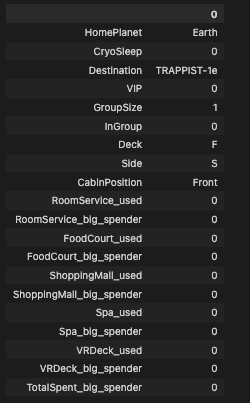 0
HomePlanet Earth
CryoSleep 0
Destination TRAPPIST-1e
VIP 0
GroupSize 1
InGroup 0
Deck F
Side S
CabinPosition Front
RoomService_used 0
RoomService_big_spender 0
FoodCourt_used 0
FoodCourt_big_spender 0
ShoppingMall_used 0
ShoppingMall_big_spender 0
Spa_used 0
Spa_big_spender 0
VRDeck_used 0
VRDeck_big_spender 0
TotalSpent_big_spender 0